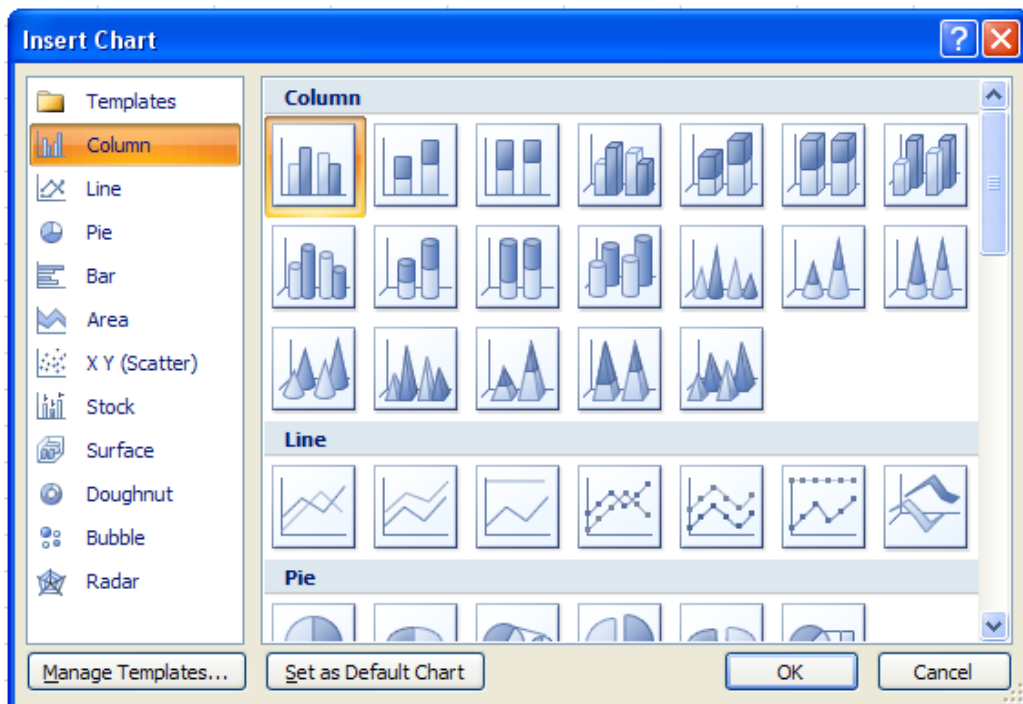 Insert Chart
?
Templates
Column
Line
Pie
Bar
Area
X Y (Scatter)
Stock
Surface
Doughnut
Bubble
Radar
Column
Line
Pie
Manage Templates...
Set as Default Chart
OK
Cancel